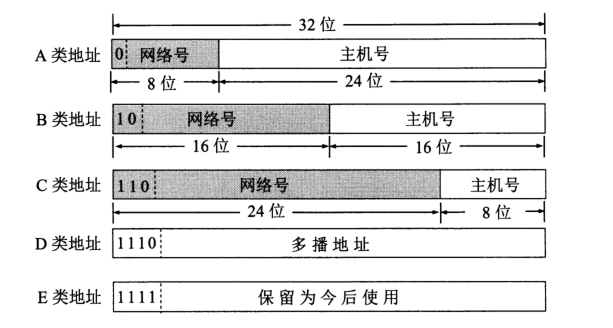 32 位
A 类地址 0 网络号 主机号
8 位 24 位
B 类地址 10 网络号 主机号
16 位 16 位
C 类地址 110 网络号 主机号
24 位 8 位
D 类地址 1110 多播地址
E 类地址 1111 保留为今后使用